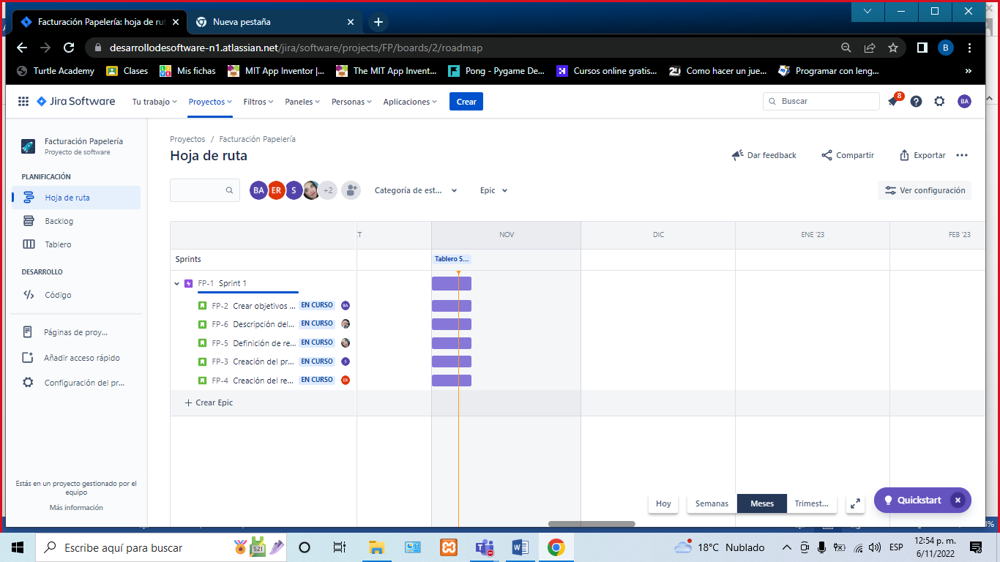 Facturación Papelería: hoja de rut
Nueva pestaña
desarrollodesoftware-n1.atlassian.net/jira/software/projects/FP/boards/2/roadmap
B
Turtle Academy
Clases
Mis fichas
MIT App Inventor |...
The MIT App Invent...
Pong - Pygame De...
Cursos online gratis...
Como hacer un jue...
Programar con leng...
»
Jira Software
Tu trabajo
Proyectos
Filtros
Paneles
Personas
Aplicaciones
Crear
Buscar
8
BA
Facturación Papelería
Proyecto de software
PLANIFICACIÓN
Hoja de ruta
Backlog
Tablero
DESARROLLO
Código
Páginas de proy...
Añadir acceso rápido
Configuración del pr...
Estás en un proyecto gestionado por el
equipo
Más información
Proyectos / Facturación Papelería
Hoja de ruta
Dar feedback
Compartir
Exportar
BA
ER
S
+2
Categoría de est...
Epic
Ver configuración
NOV
DIC
ENE '23
FEB '23
Sprints
Tablero S...
FP-1 Sprint 1
FP-2 Crear objetivos ... EN CURSO BA
FP-6 Descripción del... EN CURSO
FP-5 Definición de re... EN CURSO
FP-3 Creación del pr... EN CURSO S
FP-4 Creación del re... EN CURSO ER
+ Crear Epic
Hoy
Semanas
Meses
Trimest...
Quickstart
Escribe aquí para buscar
521
18°C Nublado
ESP
12:54 p. m.
6/11/2022